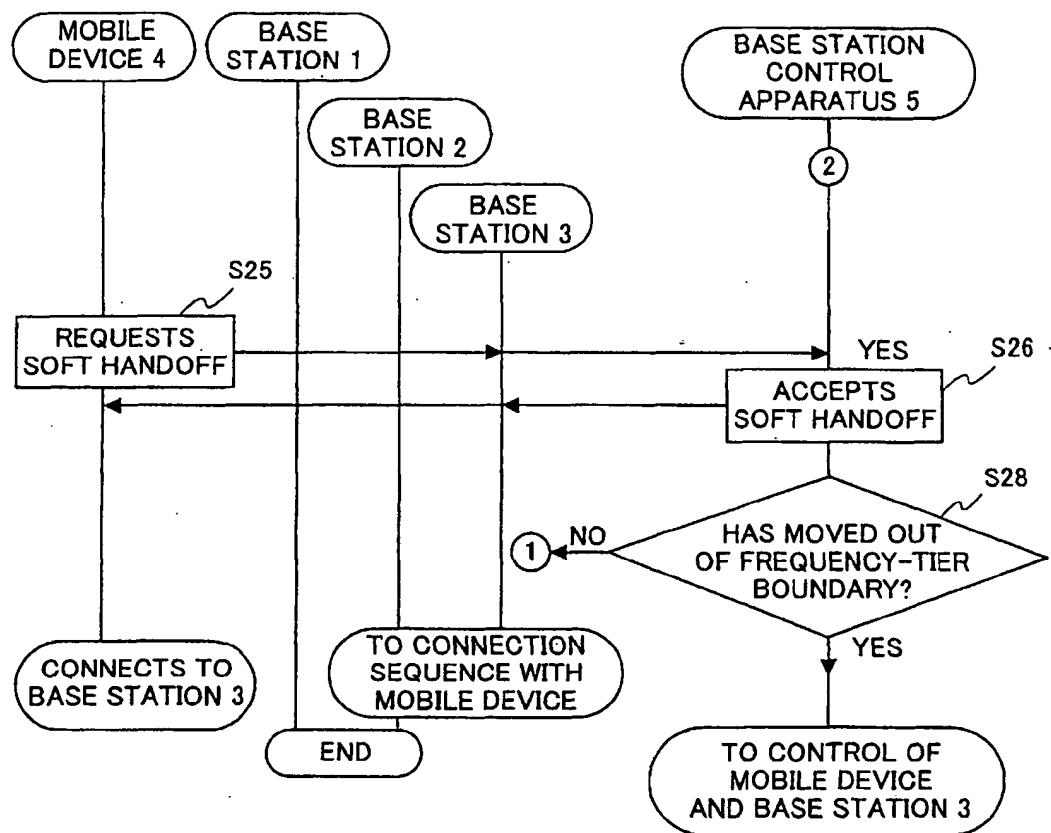 MOBILE
DEVICE 4
BASE
STATION 1
BASE STATION
CONTROL
APPARATUS 5
BASE
STATION 2
2
BASE
STATION 3
S25
REQUESTS
SOFT HANDOFF
YES
S26
ACCEPTS
SOFT HANDOFF
S28
HAS MOVED OUT
OF FREQUENCY-TIER
BOUNDARY?
NO
1
YES
CONNECTS TO
BASE STATION 3
TO CONNECTION
SEQUENCE WITH
MOBILE DEVICE
END
TO CONTROL OF
MOBILE DEVICE
AND BASE STATION 3